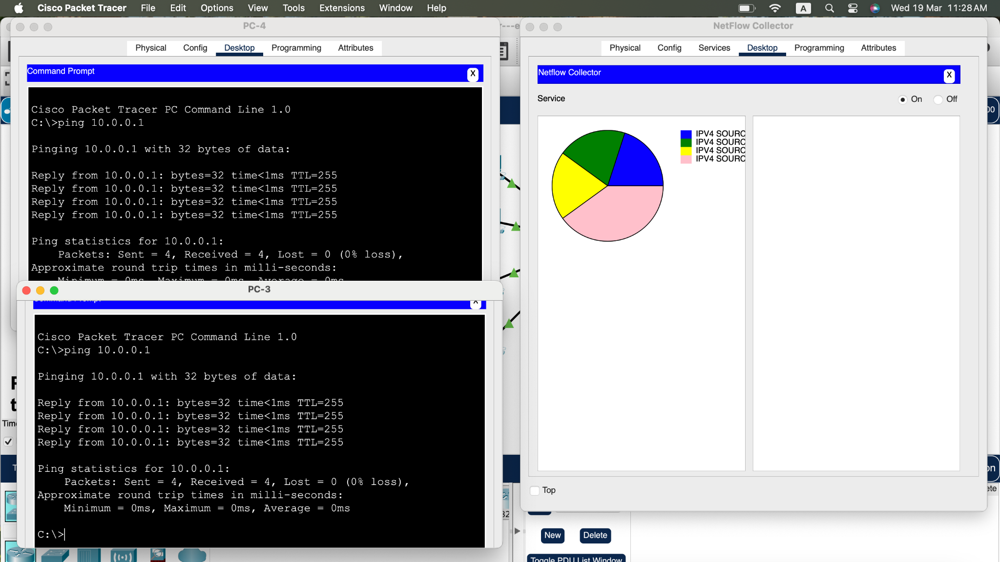 Cisco Packet Tracer File Edit Options View Tools Extensions Window Help
A
Wed 19 Mar 11:28 AM
PC-4
Physical Config Desktop Programming Attributes
Command Prompt
X
Cisco Packet Tracer PC Command Line 1.0
C:\>ping 10.0.0.1
Pinging 10.0.0.1 with 32 bytes of data:
Reply from 10.0.0.1: bytes=32 time<1ms TTL=255
Reply from 10.0.0.1: bytes=32 time<1ms TTL=255
Reply from 10.0.0.1: bytes=32 time<1ms TTL=255
Reply from 10.0.0.1: bytes=32 time<1ms TTL=255
Ping statistics for 10.0.0.1:
Packets: Sent = 4, Received = 4, Lost = 0 (0% loss),
Approximate round trip times in milli-seconds:
Minimum = 0ms, Maximum = 0ms, Average = 0ms
PC-3
Command Prompt
X
Cisco Packet Tracer PC Command Line 1.0
C:\>ping 10.0.0.1
Pinging 10.0.0.1 with 32 bytes of data:
Reply from 10.0.0.1: bytes=32 time<1ms TTL=255
Reply from 10.0.0.1: bytes=32 time<1ms TTL=255
Reply from 10.0.0.1: bytes=32 time<1ms TTL=255
Reply from 10.0.0.1: bytes=32 time<1ms TTL=255
Ping statistics for 10.0.0.1:
Packets: Sent = 4, Received = 4, Lost = 0 (0% loss),
Approximate round trip times in milli-seconds:
Minimum = 0ms, Maximum = 0ms, Average = 0ms
C:\>
NetFlow Collector
Physical Config Services Desktop Programming Attributes
Netflow Collector
X
Service
On Off
IPV4 SOURC
IPV4 SOURC
IPV4 SOURC
IPV4 SOURC
Top
New Delete
Toggle PDU List Window